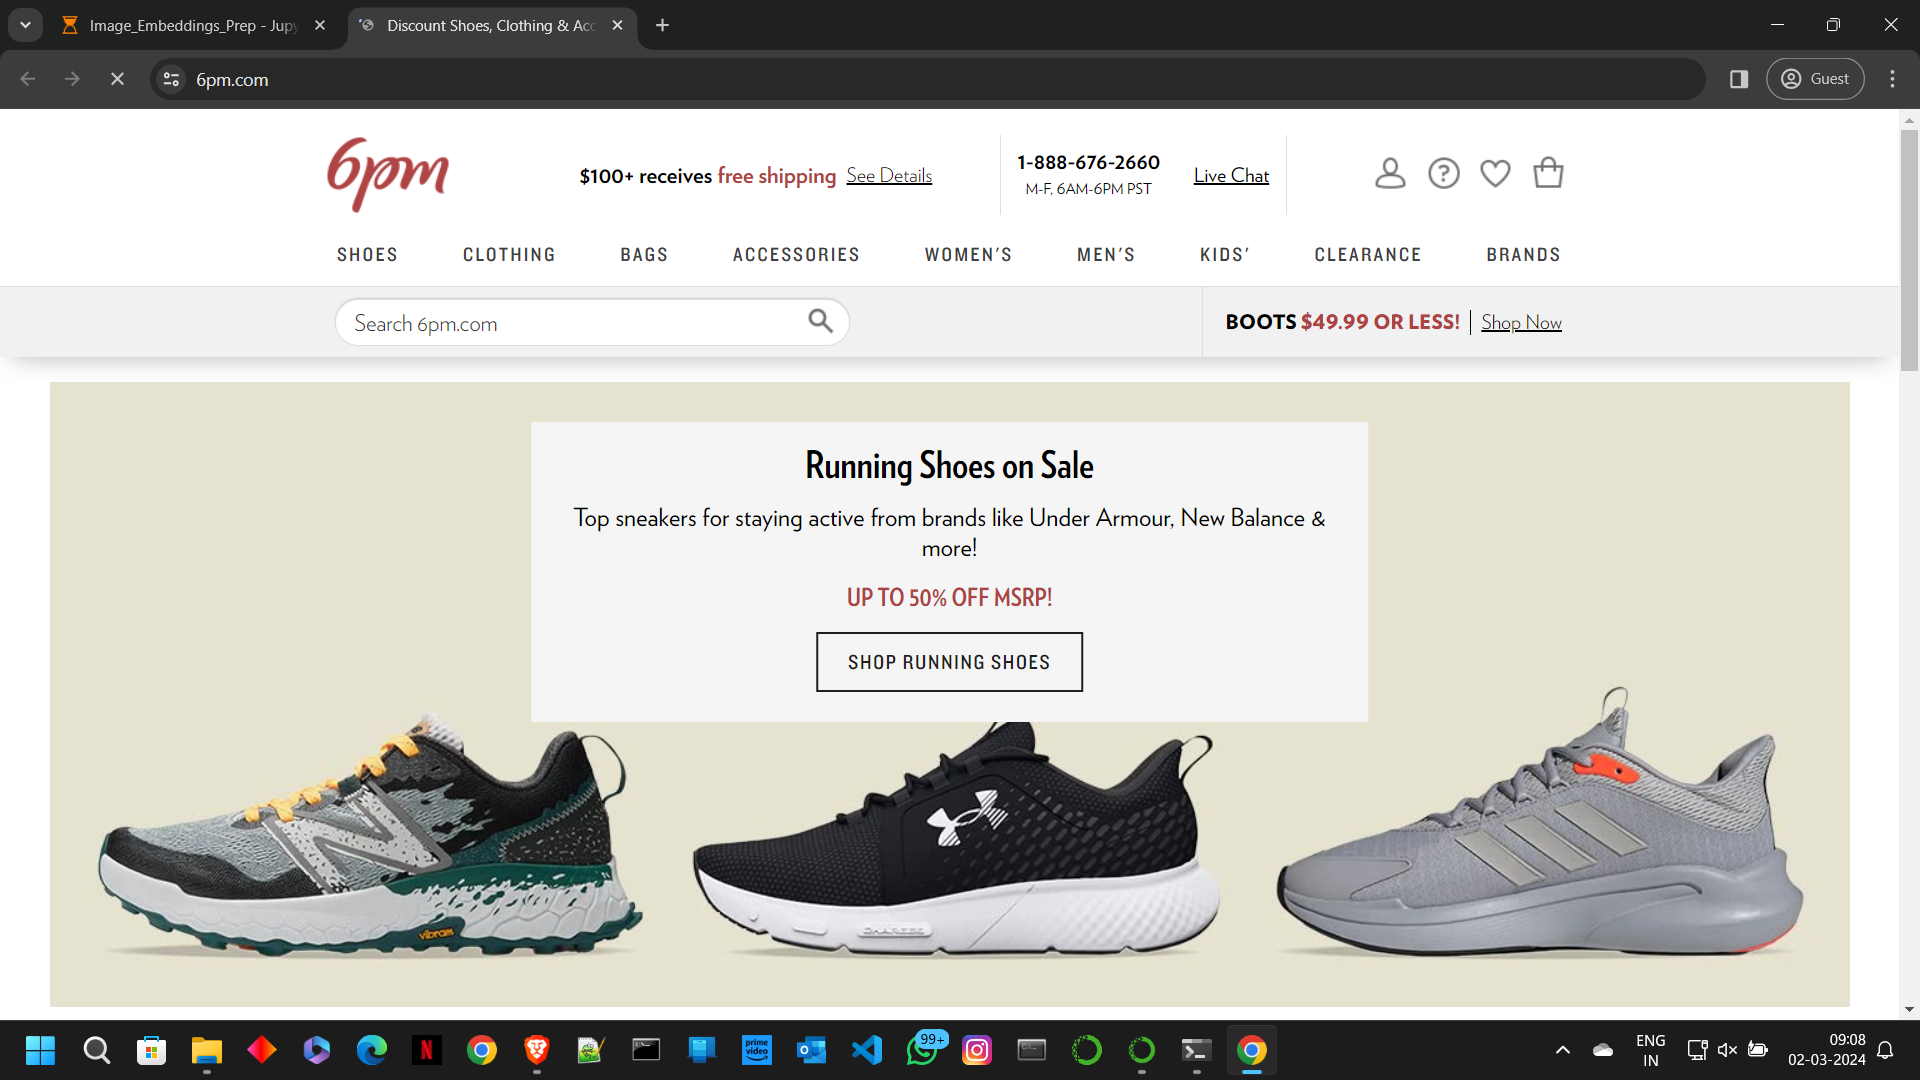 Image_Embeddings_Prep - Jupy
Discount Shoes, Clothing & Acc
6pm.com
Guest
6pm
$100+ receives free shipping See Details
1-888-676-2660
M-F, 6AM-6PM PST
Live Chat
SHOES CLOTHING BAGS ACCESSORIES WOMEN'S MEN'S KIDS' CLEARANCE BRANDS
Search 6pm.com
BOOTS $49.99 OR LESS! | Shop Now
Running Shoes on Sale
Top sneakers for staying active from brands like Under Armour, New Balance &
more!
UP TO 50% OFF MSRP!
SHOP RUNNING SHOES
vibram
CHARGED
prime
video
99+
ENG
IN
09:08
02-03-2024